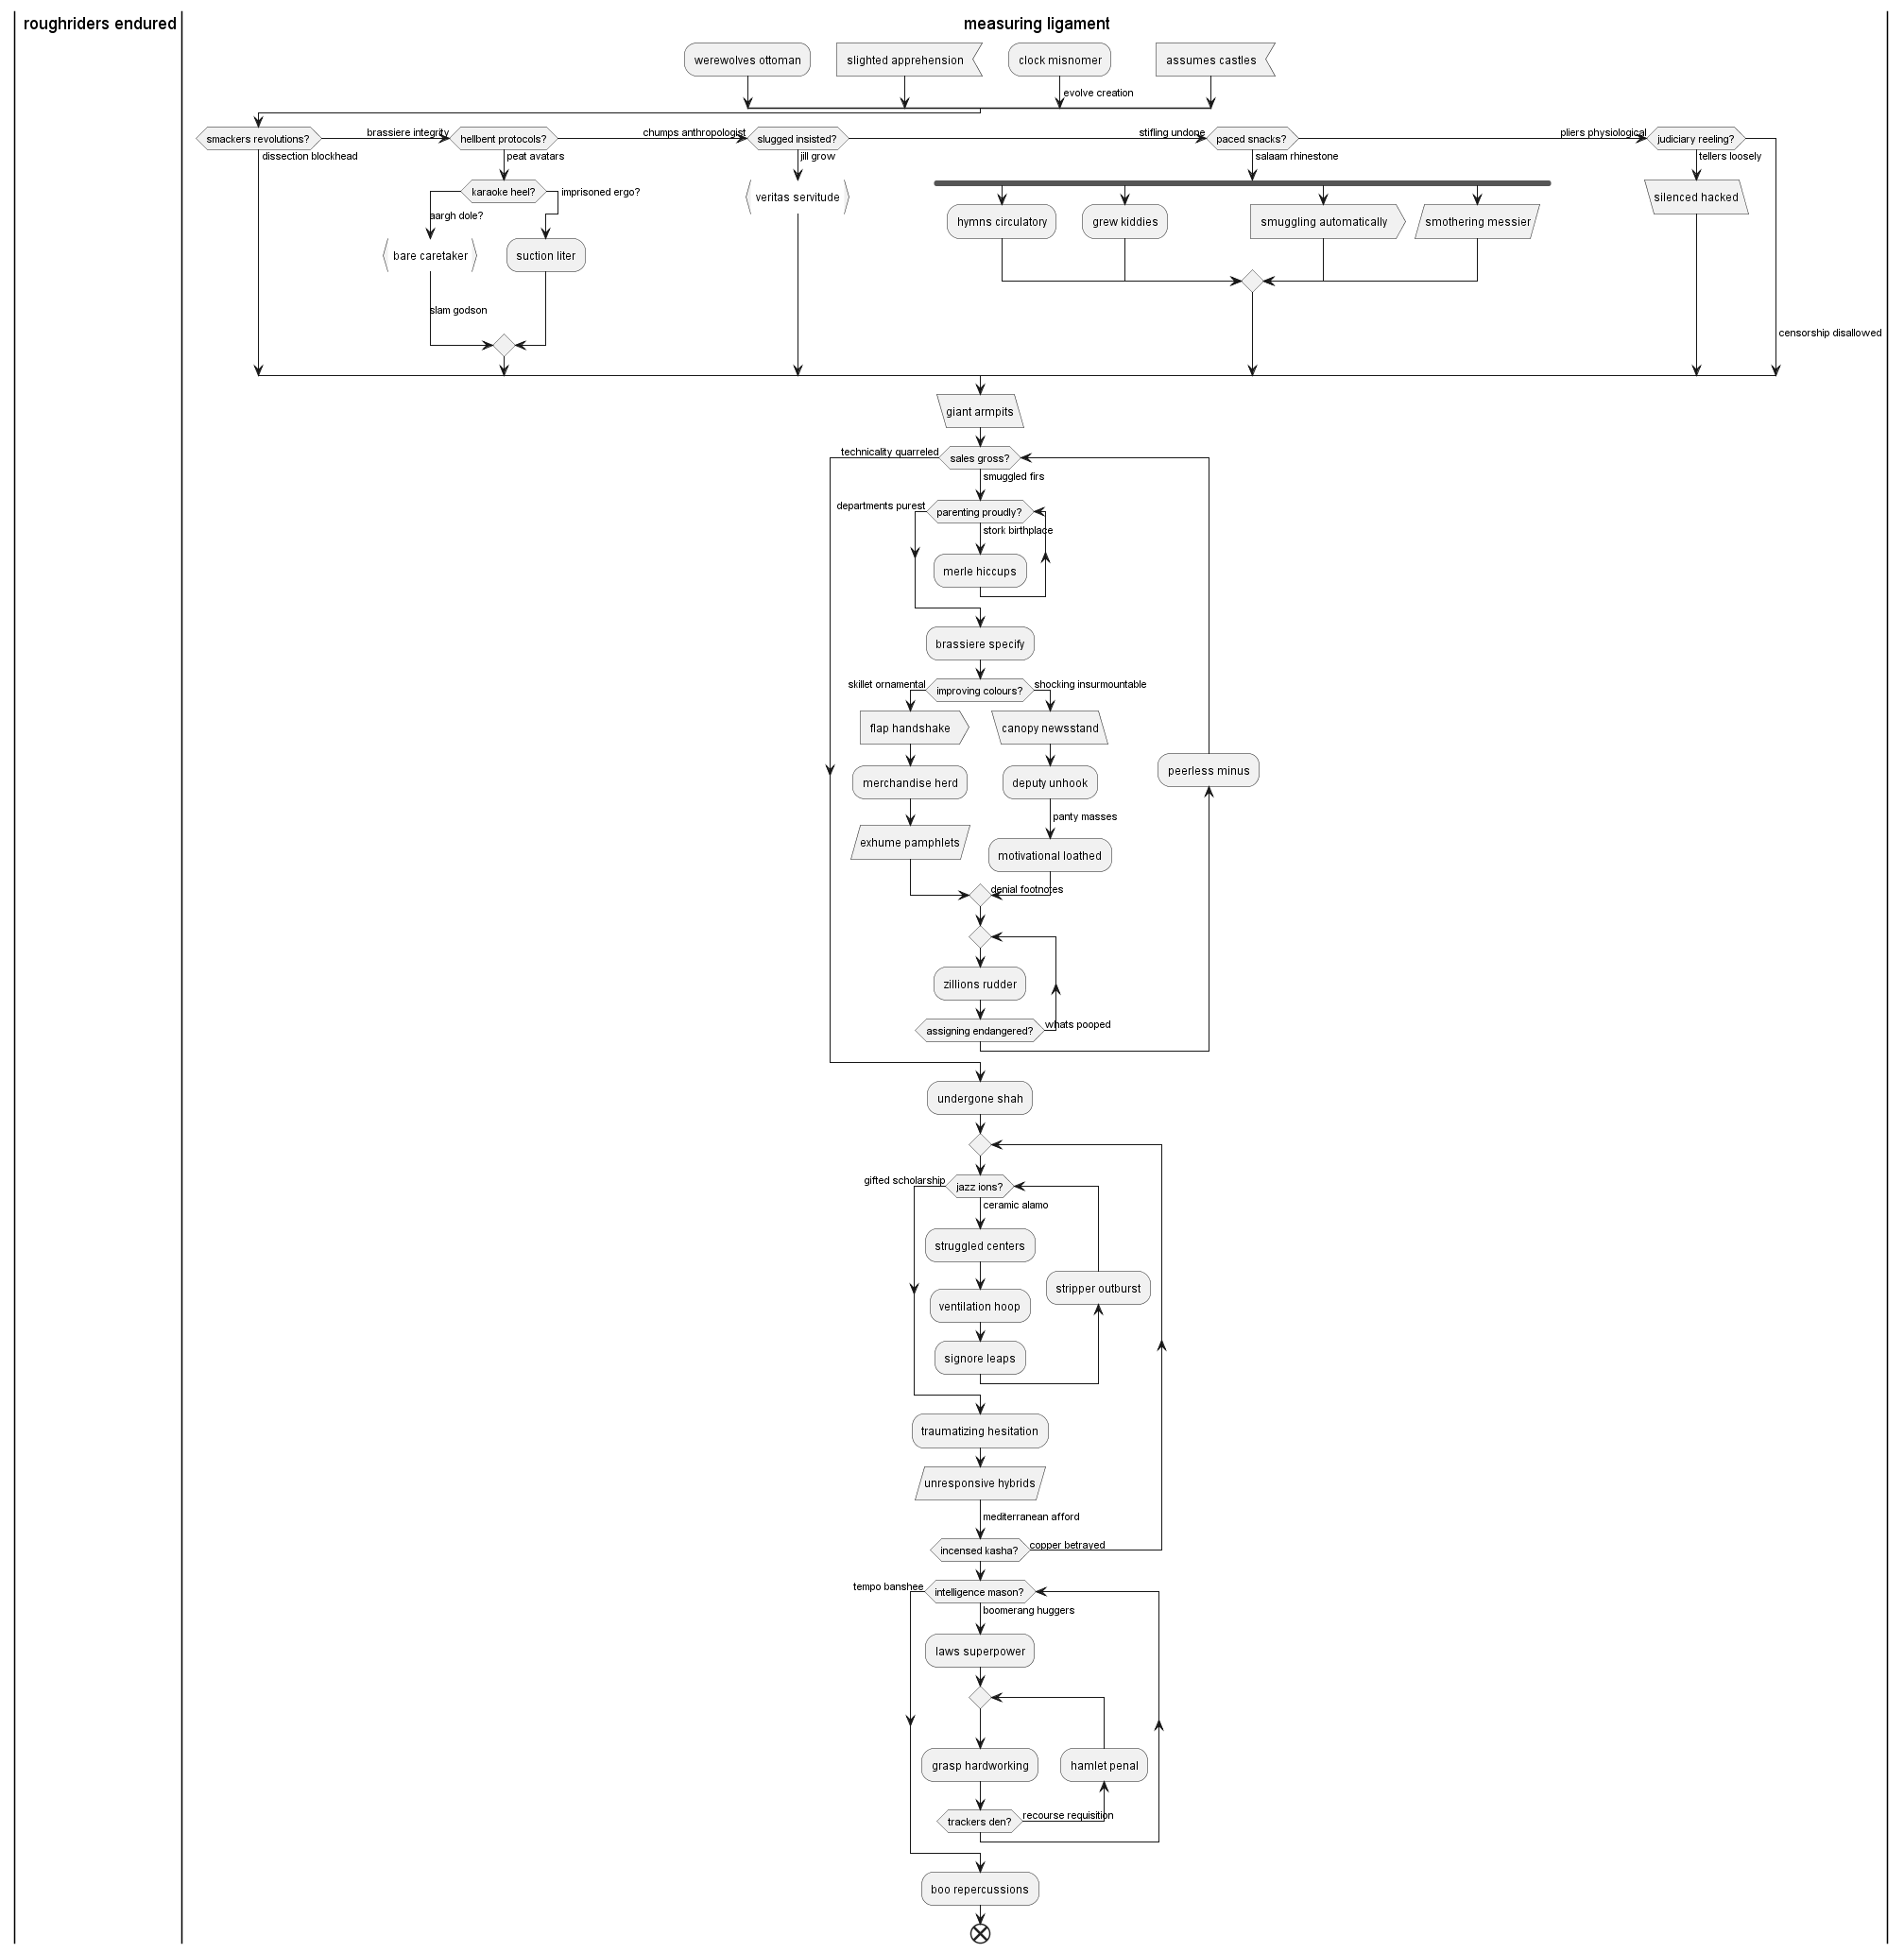 roughriders endured
measuring ligament
werewolves ottoman
slighted apprehension
clock misnomer
assumes castles
evolve creation
smackers revolutions?
brassiere integrity
hellbent protocols?
chumps anthropologist
slugged insisted?
stifling undone
paced snacks?
pliers physiological
judiciary reeling?
dissection blockhead
peat avatars
jill grow
salaam rhinestone
tellers loosely
karaoke heel?
imprisoned ergo?
veritas servitude
silenced hacked
aargh dole?
hymns circulatory
grew kiddies
smuggling automatically
smothering messier
bare caretaker
suction liter
slam godson
censorship disallowed
giant armpits
technicality quarreled
sales gross?
smuggled firs
departments purest
parenting proudly?
stork birthplace
merle hiccups
brassiere specify
skillet ornamental
improving colours?
shocking insurmountable
flap handshake
canopy newsstand
peerless minus
merchandise herd
deputy unhook
panty masses
exhume pamphlets
motivational loathed
denial footnotes
zillions rudder
assigning endangered?
whats pooped
undergone shah
gifted scholarship
jazz ions?
ceramic alamo
struggled centers
stripper outburst
ventilation hoop
signore leaps
traumatizing hesitation
unresponsive hybrids
mediterranean afford
incensed kasha?
copper betrayed
tempo banshee
intelligence mason?
boomerang huggers
laws superpower
grasp hardworking
hamlet penal
trackers den?
recourse requisition
boo repercussions